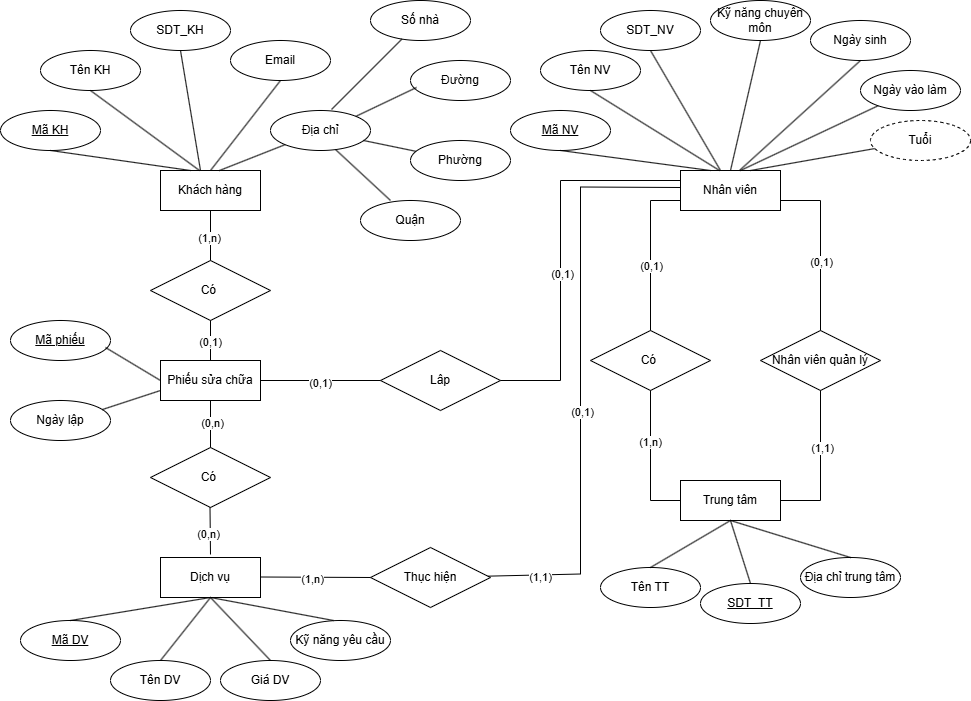 Số nhà
SDT_KH
SDT_NV
Kỹ năng chuyên
môn
Ngày sinh
Tên KH
Email
Đường
Tên NV
Ngày vào làm
Mã KH
Địa chỉ
Mã NV
Tuổi
Phường
Khách hàng
Nhân viên
Quận
(1,n)
(0,1)
(0,1)
(0,1)
Có
Mã phiếu
(0,1)
Có
Nhân viên quản lý
Phiếu sửa chữa
(0,1)
Lâp
(0,1)
Ngày lập
(0,n)
(1,n)
(1,1)
Có
Trung tâm
(0,n)
Dịch vụ
(1,n)
Thực hiện
(1,1)
Tên TT
SDT_TT
Địa chỉ trung tâm
Mã DV
Kỹ năng yêu cầu
Tên DV
Giá DV